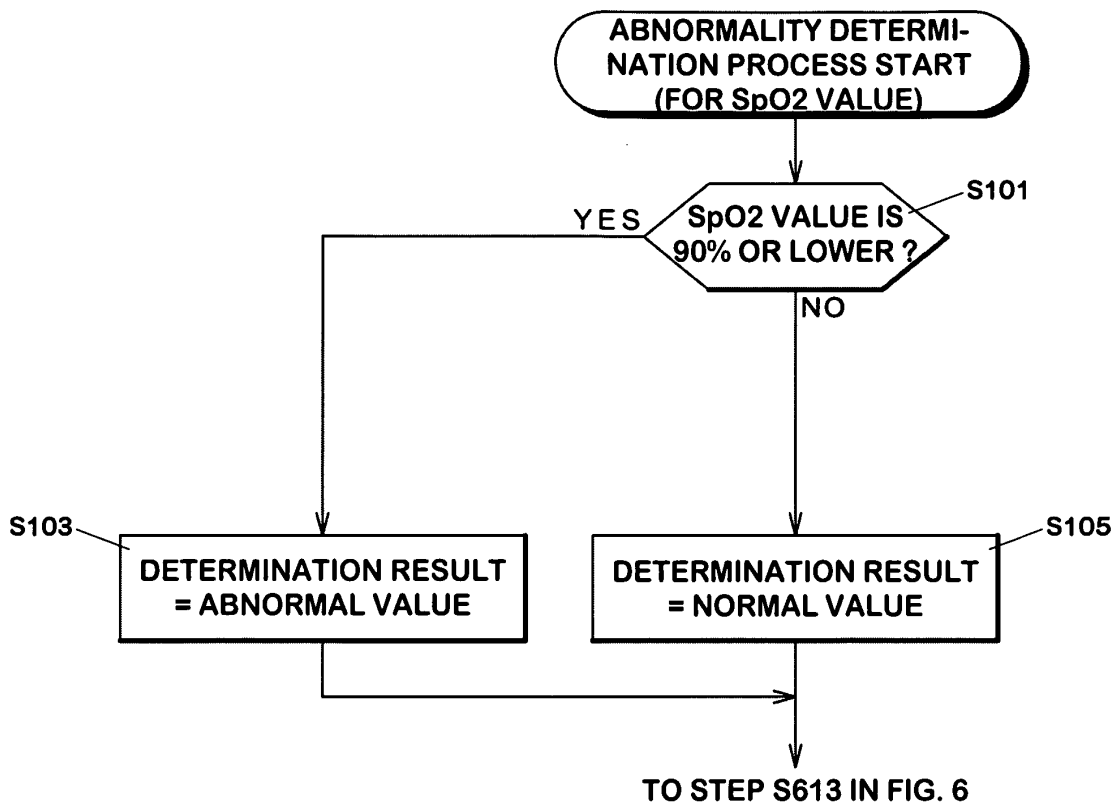 ABNORMALITY DETERMI-
NATION PROCESS START
(FOR SpO2 VALUE)
S101
SpO2 VALUE IS
90% OR LOWER ?
YES
NO
S103
DETERMINATION RESULT
= ABNORMAL VALUE
S105
DETERMINATION RESULT
= NORMAL VALUE
TO STEP S613 IN FIG. 6